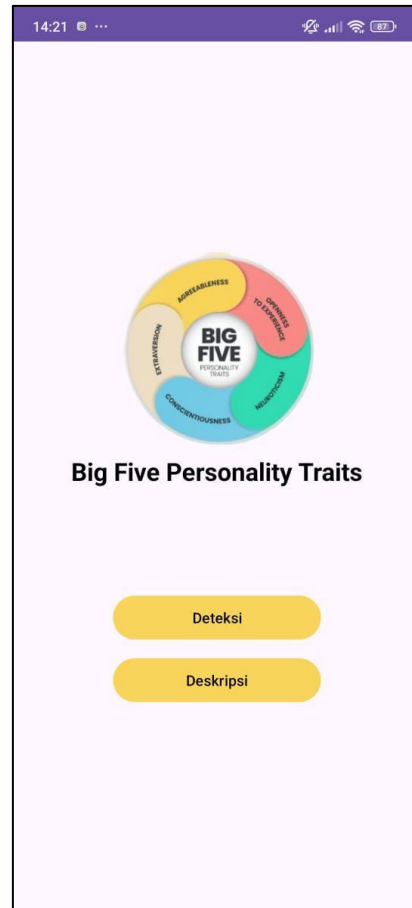 14:21
87
AGREEABLENESS
OPENNESS
TO EXPERIENCE
EXTRAVERSION
BIG
FIVE
PERSONALITY
TRAITS
NEUROTICISM
CONSCIENTIOUSNESS
Big Five Personality Traits
Deteksi
Deskripsi